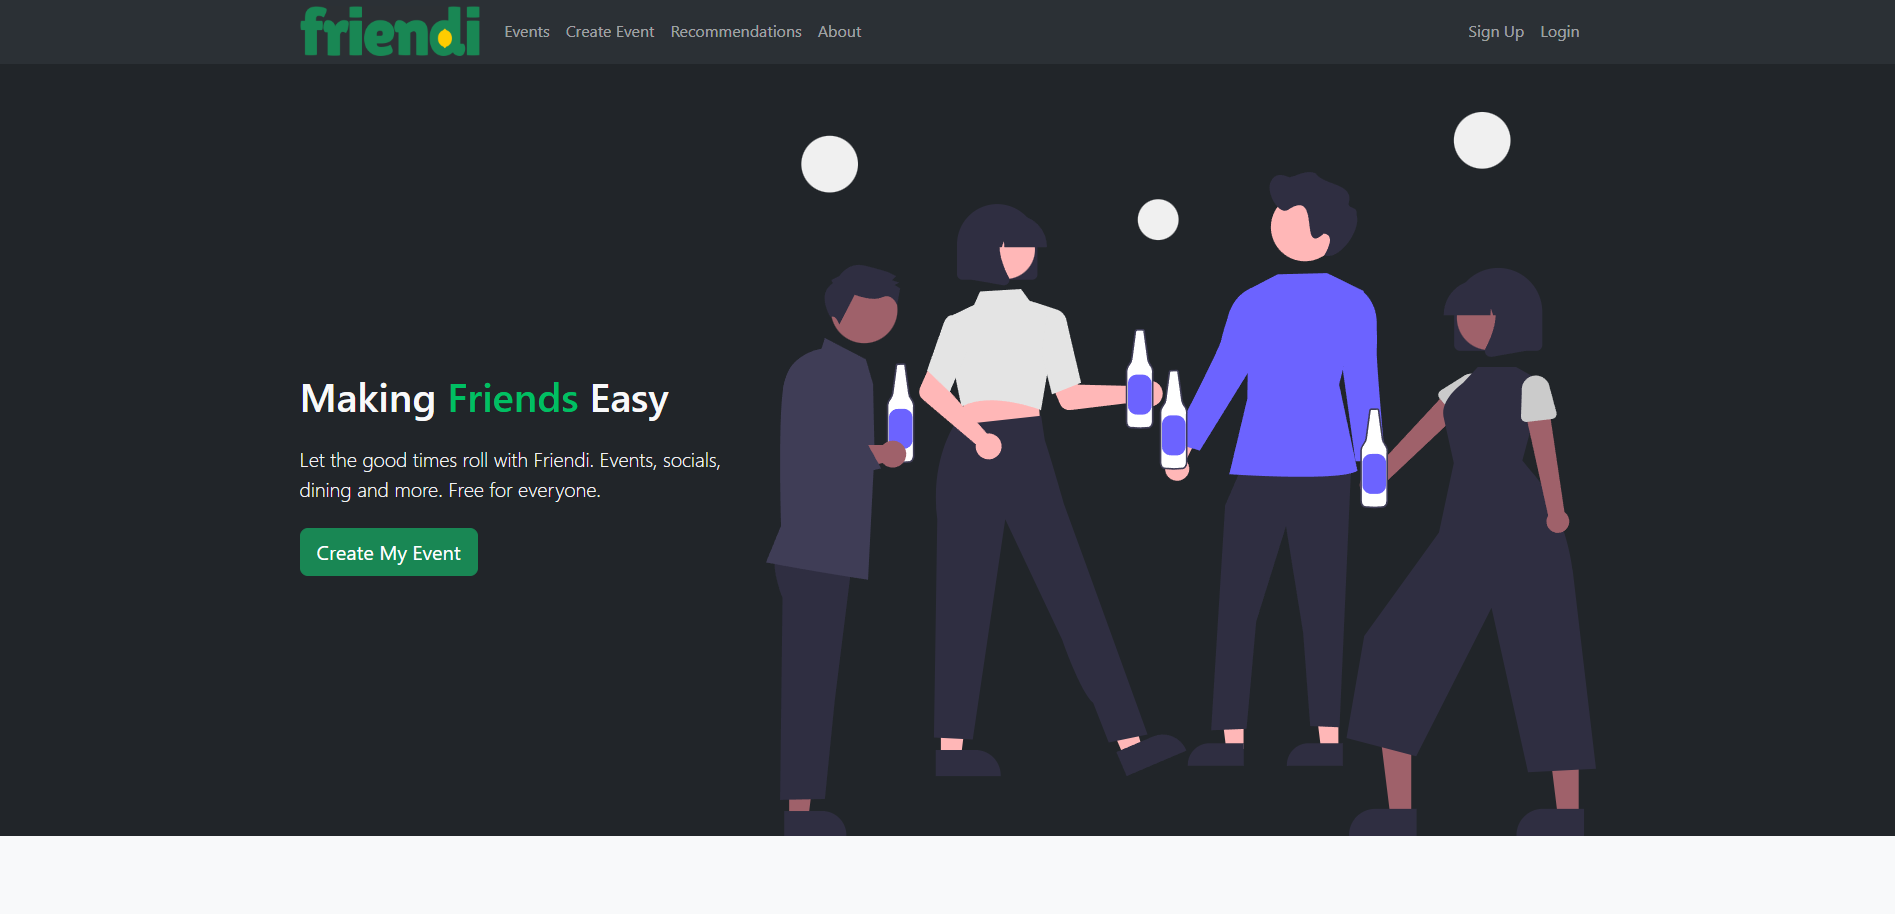 friendi
Events
Create Event
Recommendations
About
Sign Up
Login
Making Friends Easy
Let the good times roll with Friendi. Events, socials,
dining and more. Free for everyone.
Create My Event